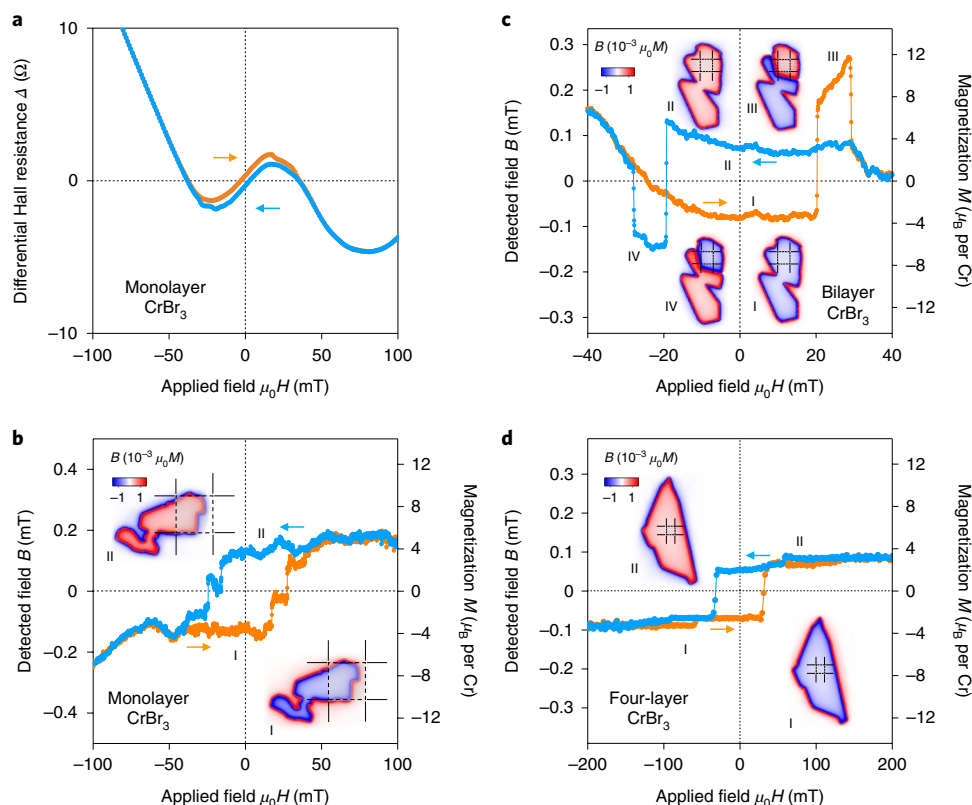 a
10
0
−10
Differential Hall resistance Δ (Ω)
Monolayer
CrBr3
−100
−50
0
50
100
Applied field μ0H (mT)
c
0.3
0.2
0.1
0
−0.1
−0.2
−0.3
Detected field B (mT)
B (10−3 μ0M)
−1 1
II
III
III
II
I
IV
IV
I
Bilayer
CrBr3
12
8
4
0
−4
−8
−12
Magnetization M (μB per Cr)
−40
−20
0
20
40
Applied field μ0H (mT)
b
0.4
0.2
0
−0.2
−0.4
Detected field B (mT)
B (10−3 μ0M)
−1 1
II
II
I
I
Monolayer
CrBr3
12
8
4
0
−4
−8
−12
Magnetization M (μB per Cr)
−100
−50
0
50
100
Applied field μ0H (mT)
d
0.3
0.2
0.1
0
−0.1
−0.2
−0.3
Detected field B (mT)
B (10−3 μ0M)
−1 1
II
II
I
I
Four-layer
CrBr3
12
8
4
0
−4
−8
−12
Magnetization M (μB per Cr)
−200
−100
0
100
200
Applied field μ0H (mT)